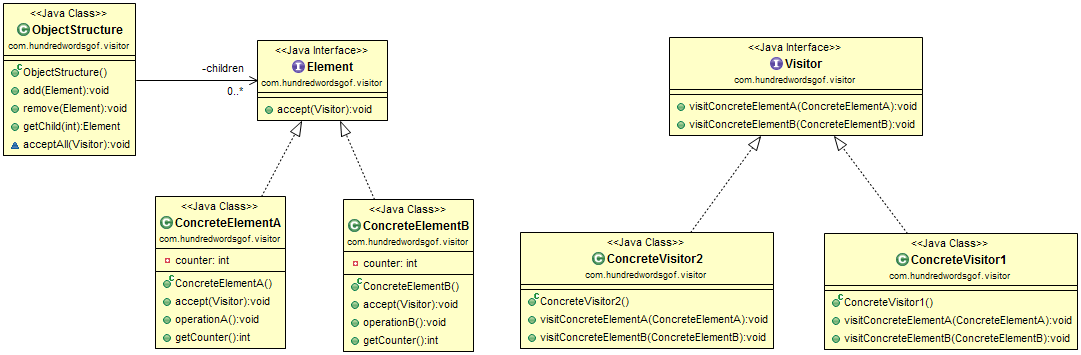 <<Java Class>>
ObjectStructure
com.hundredwordsgof.visitor
ObjectStructure()
add(Element):void
remove(Element):void
getChild(int):Element
acceptAll(Visitor):void
-children
0..*
<<Java Interface>>
Element
com.hundredwordsgof.visitor
accept(Visitor):void
<<Java Interface>>
Visitor
com.hundredwordsgof.visitor
visitConcreteElementA(ConcreteElementA):void
visitConcreteElementB(ConcreteElementB):void
<<Java Class>>
ConcreteElementA
com.hundredwordsgof.visitor
counter: int
ConcreteElementA()
accept(Visitor):void
operationA():void
getCounter():int
<<Java Class>>
ConcreteElementB
com.hundredwordsgof.visitor
counter: int
ConcreteElementB()
accept(Visitor):void
operationB():void
getCounter():int
<<Java Class>>
ConcreteVisitor2
com.hundredwordsgof.visitor
ConcreteVisitor2()
visitConcreteElementA(ConcreteElementA):void
visitConcreteElementB(ConcreteElementB):void
<<Java Class>>
ConcreteVisitor1
com.hundredwordsgof.visitor
ConcreteVisitor1()
visitConcreteElementA(ConcreteElementA):void
visitConcreteElementB(ConcreteElementB):void